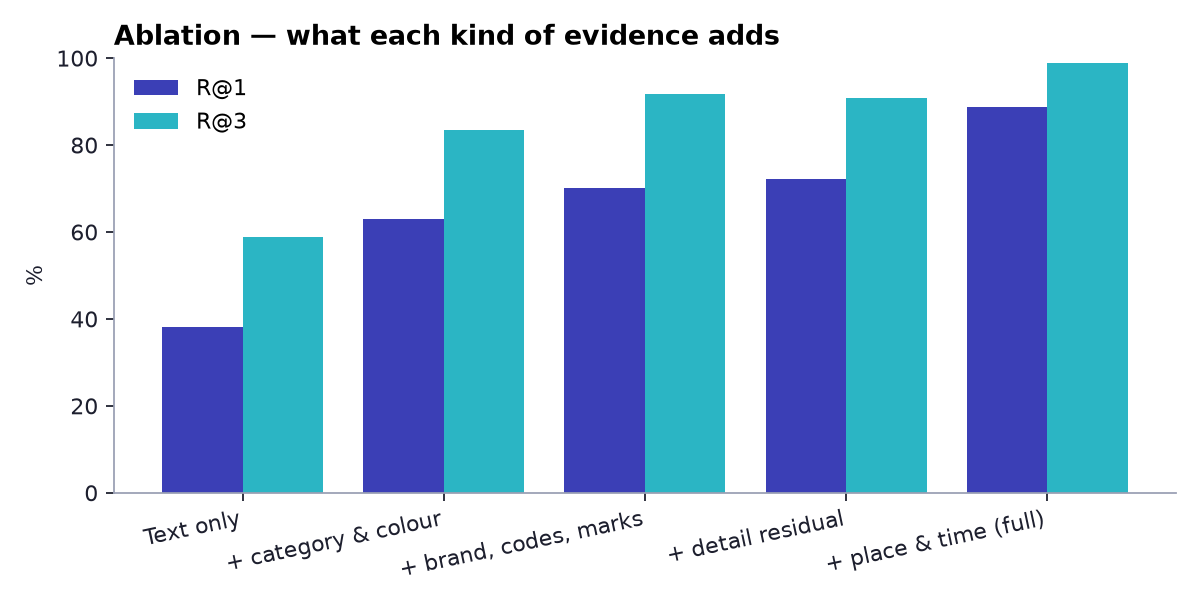 Ablation — what each kind of evidence adds
R@1
R@3
%
100
80
60
40
20
0
Text only
+ category & colour
+ brand, codes, marks
+ detail residual
+ place & time (full)